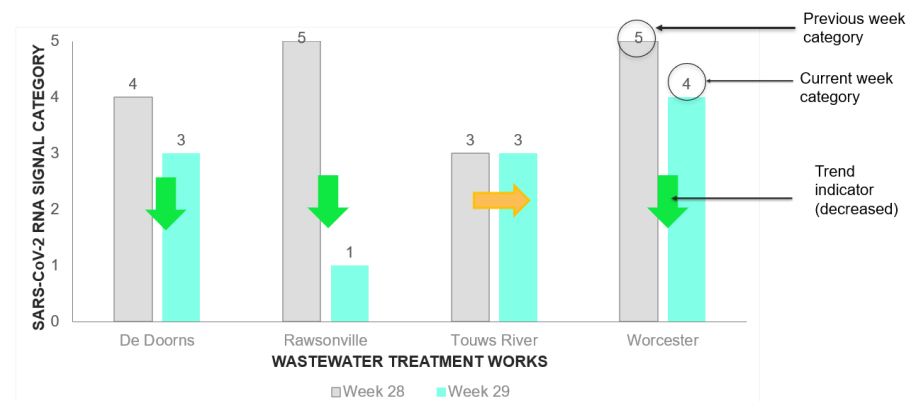 Previous week
category
Current week
category
Trend
indicator
(decreased)
SARS-CoV-2 RNA SIGNAL CATEGORY
5
4
3
2
1
0
4
3
5
1
3
3
5
4
De Doorns
Rawsonville
Touws River
Worcester
WASTEWATER TREATMENT WORKS
Week 28
Week 29